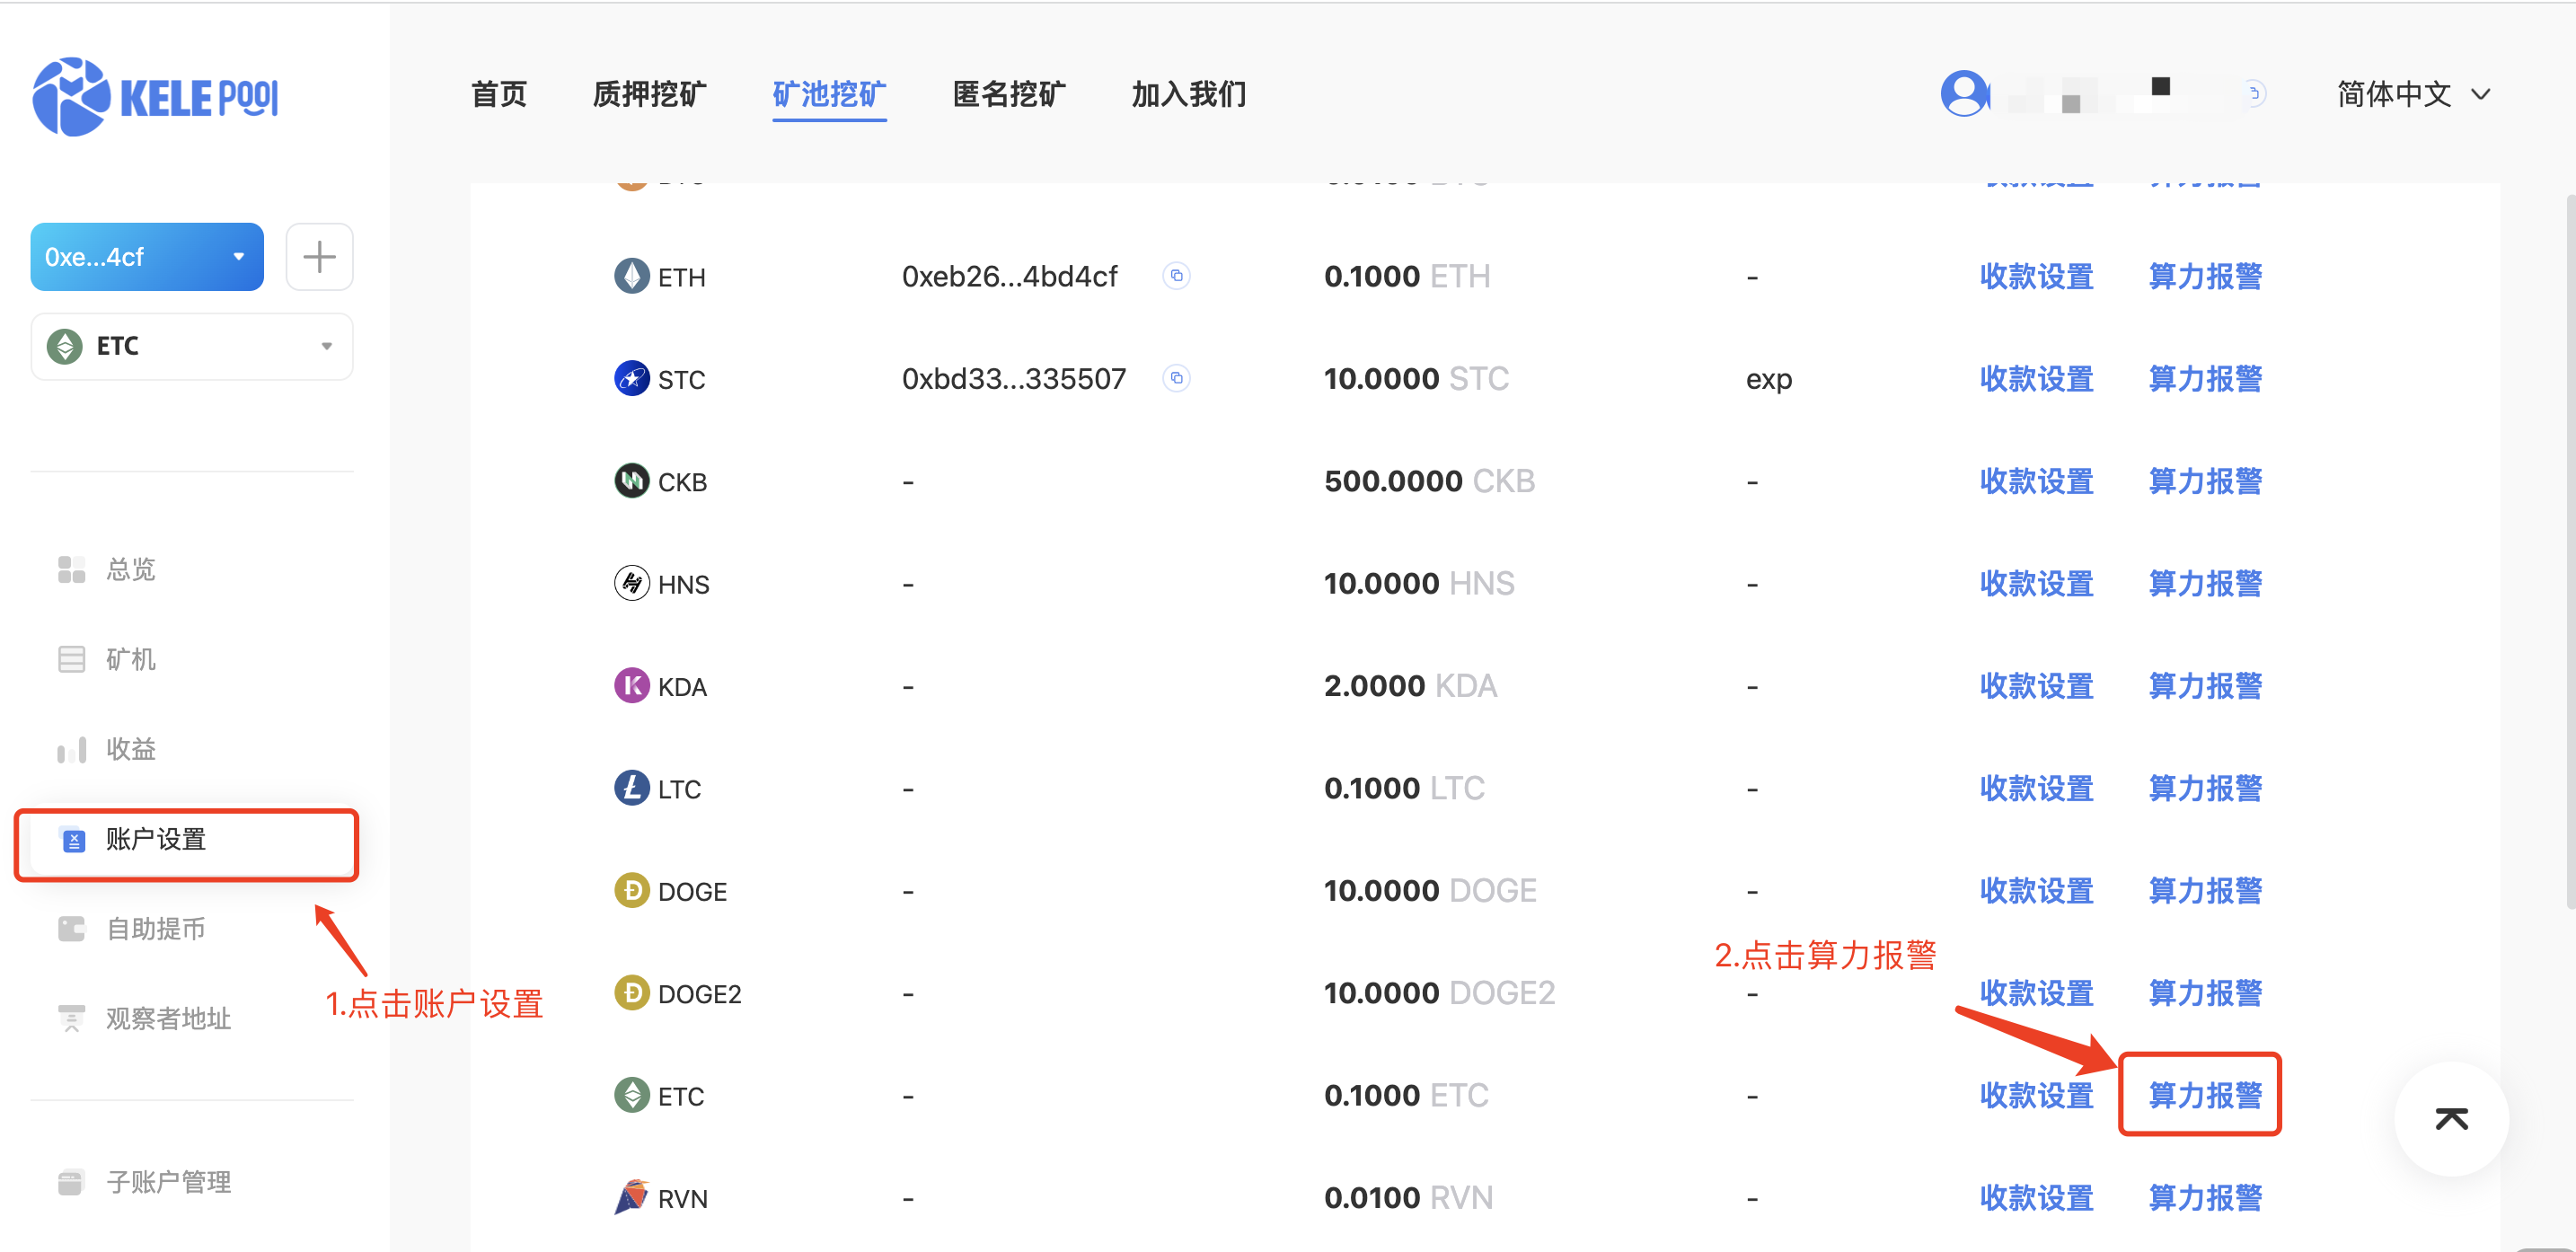 KELE POOL
首页 质押挖矿 矿池挖矿 匿名挖矿 加入我们 简体中文
0xe...4cf
ETC
总览
矿机
收益
账户设置
自助提币
观察者地址
子账户管理
1.点击账户设置
ETH 0xeb26...4bd4cf 0.1000 ETH - 收款设置 算力报警
STC 0xbd33...335507 10.0000 STC exp 收款设置 算力报警
CKB - 500.0000 CKB - 收款设置 算力报警
HNS - 10.0000 HNS - 收款设置 算力报警
KDA - 2.0000 KDA - 收款设置 算力报警
LTC - 0.1000 LTC - 收款设置 算力报警
DOGE - 10.0000 DOGE - 收款设置 算力报警
2.点击算力报警
DOGE2 - 10.0000 DOGE2 - 收款设置 算力报警
ETC - 0.1000 ETC - 收款设置 算力报警
RVN - 0.0100 RVN - 收款设置 算力报警